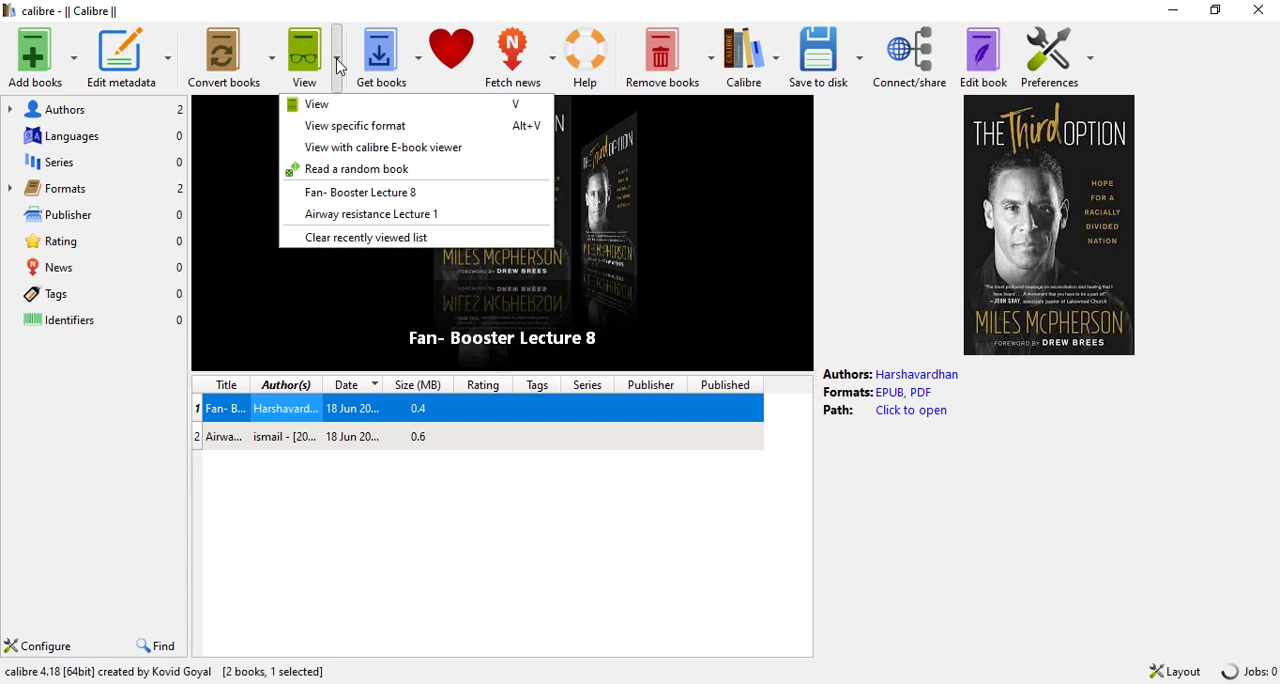 calibre - || Calibre ||
Add books
Edit metadata
Convert books
View
Get books
Fetch news
Help
Remove books
Calibre
Save to disk
Connect/share
Edit book
Preferences
Authors 2
Languages 0
Series 0
Formats 2
Publisher 0
Rating 0
News 0
Tags 0
Identifiers 0
View V
View specific format Alt+V
View with calibre E-book viewer
Read a random book
Fan- Booster Lecture 8
Airway resistance Lecture 1
Clear recently viewed list
MILES MCPHERSON
FOREWORD BY DREW BREES
Fan- Booster Lecture 8
Title Author(s) Date Size (MB) Rating Tags Series Publisher Published
1 Fan- B... Harshavard... 18 Jun 20... 0.4
2 Airwa... ismail - [20... 18 Jun 20... 0.6
THE Third OPTION
HOPE
FOR A
RACIALLY
DIVIDED
NATION
MILES MCPHERSON
FOREWORD BY DREW BREES
Authors: Harshavardhan
Formats: EPUB, PDF
Path: Click to open
Configure
Find
calibre 4.18 [64bit] created by Kovid Goyal [2 books, 1 selected]
Layout
Jobs: 0